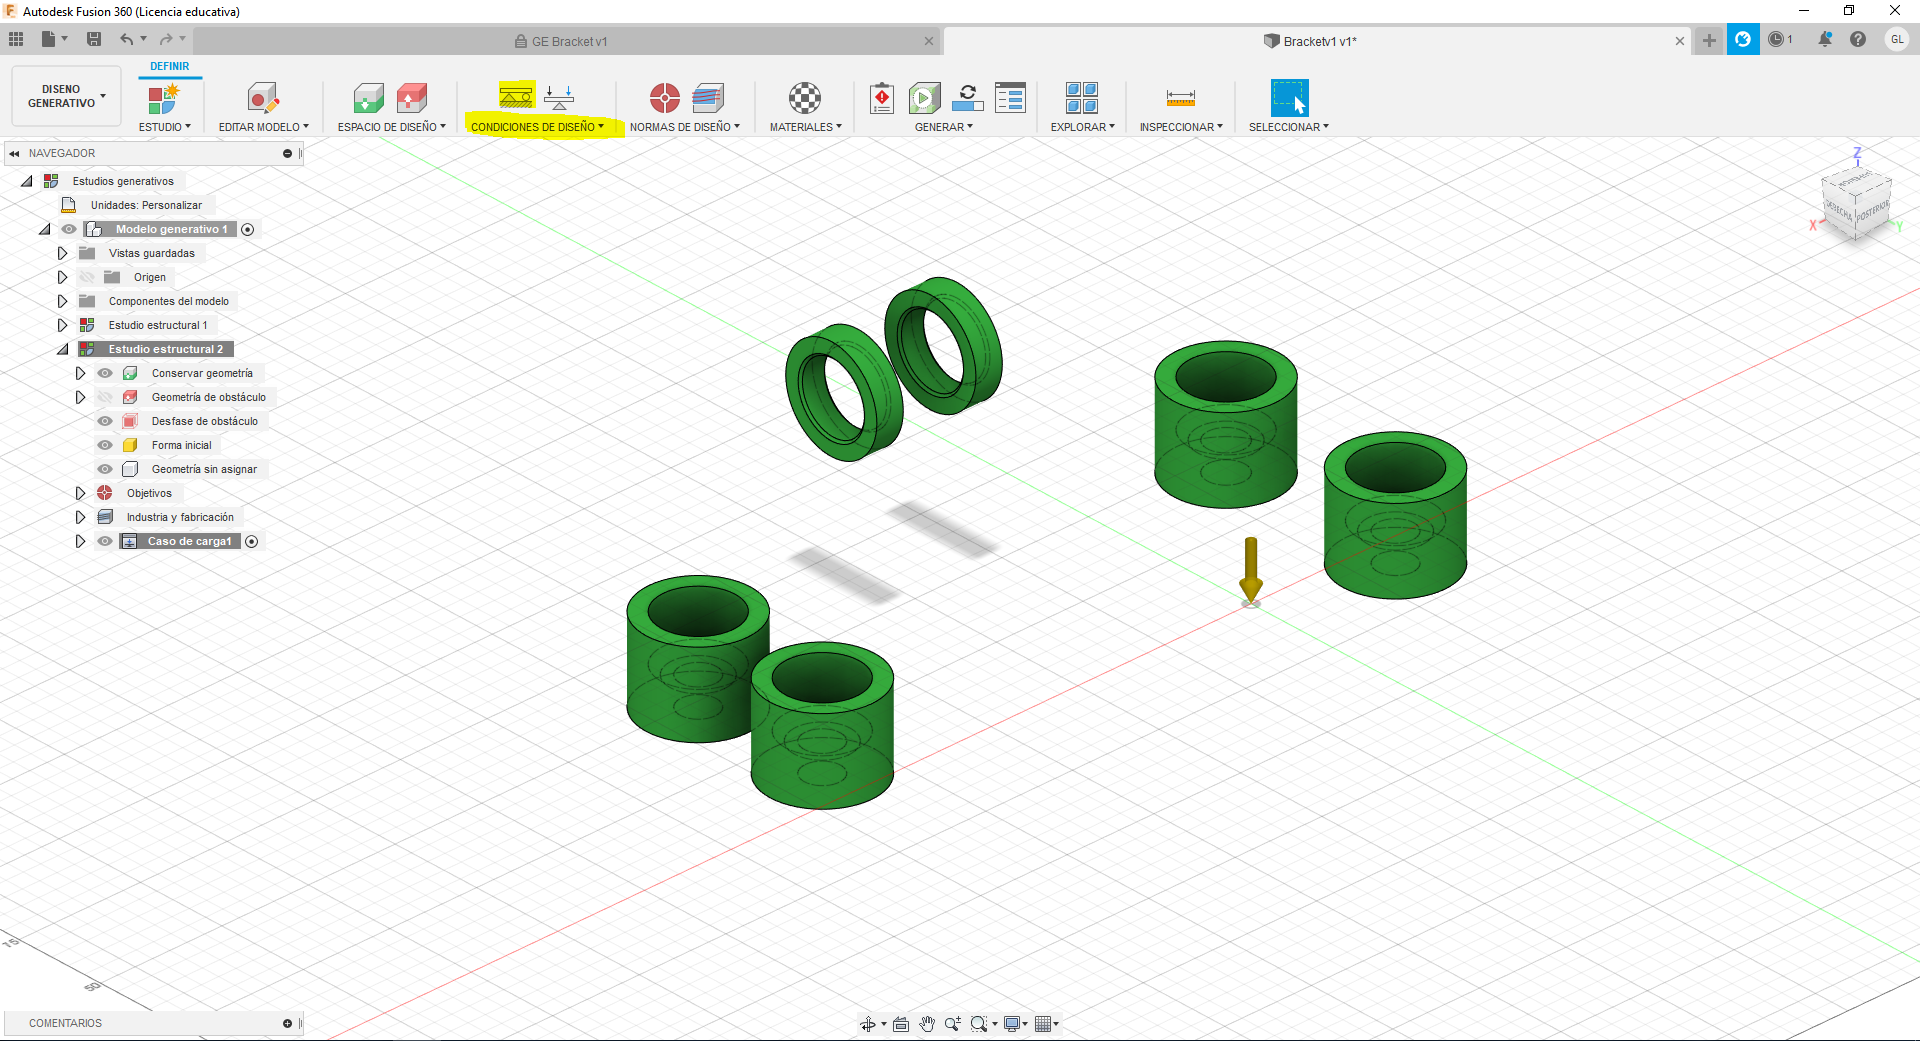 Autodesk Fusion 360 (Licencia educativa)
GE Bracket v1
Bracketv1 v1*
1
GL
DISENO
GENERATIVO
DEFINIR
ESTUDIO
EDITAR MODELO
ESPACIO DE DISEÑO
CONDICIONES DE DISEÑO
NORMAS DE DISEÑO
MATERIALES
GENERAR
EXPLORAR
INSPECCIONAR
SELECCIONAR
NAVEGADOR
Estudios generativos
Unidades: Personalizar
Modelo generativo 1
Vistas guardadas
Origen
Componentes del modelo
Estudio estructural 1
Estudio estructural 2
Conservar geometría
Geometría de obstáculo
Desfase de obstáculo
Forma inicial
Geometría sin asignar
Objetivos
Industria y fabricación
Caso de carga1
Z
DERECHA
POSTERIOR
X
Y
75
50
COMENTARIOS